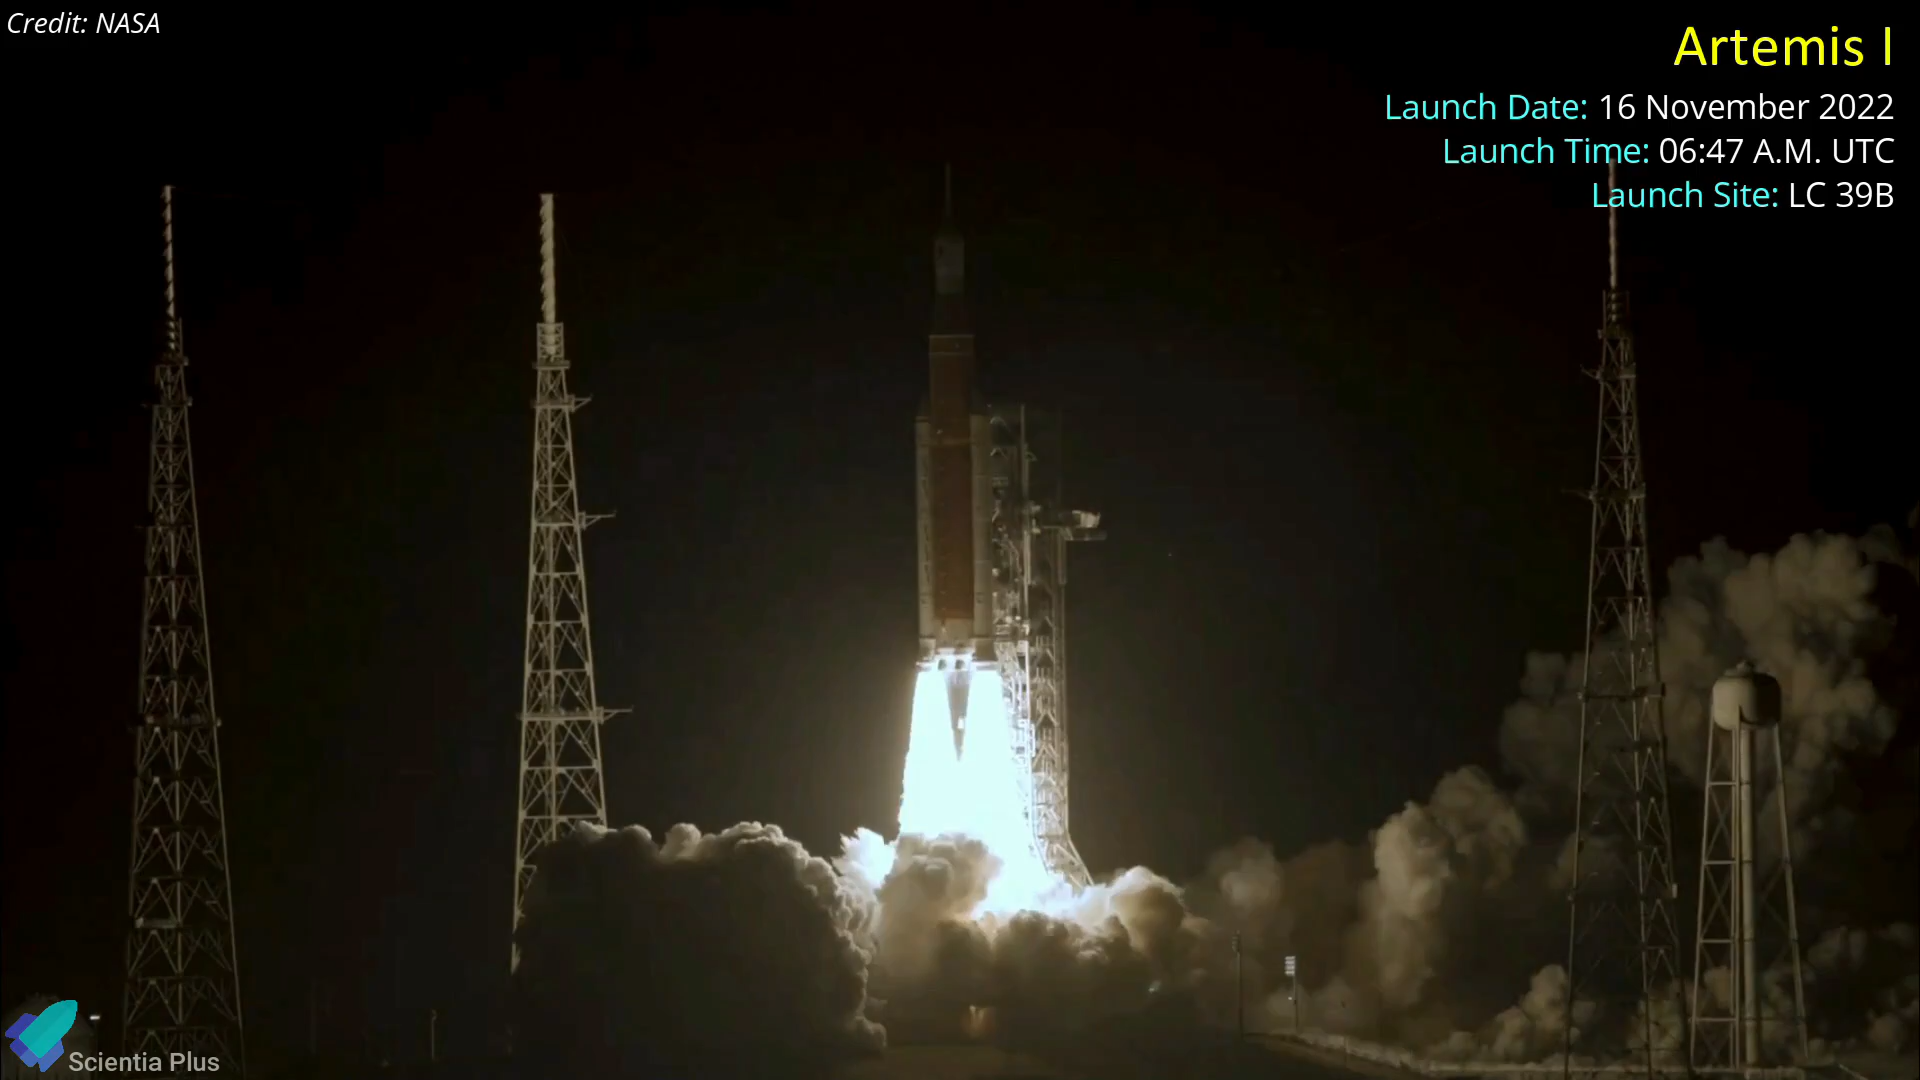 Credit: NASA
Artemis I
Launch Date: 16 November 2022
Launch Time: 06:47 A.M. UTC
Launch Site: LC 39B
Scientia Plus